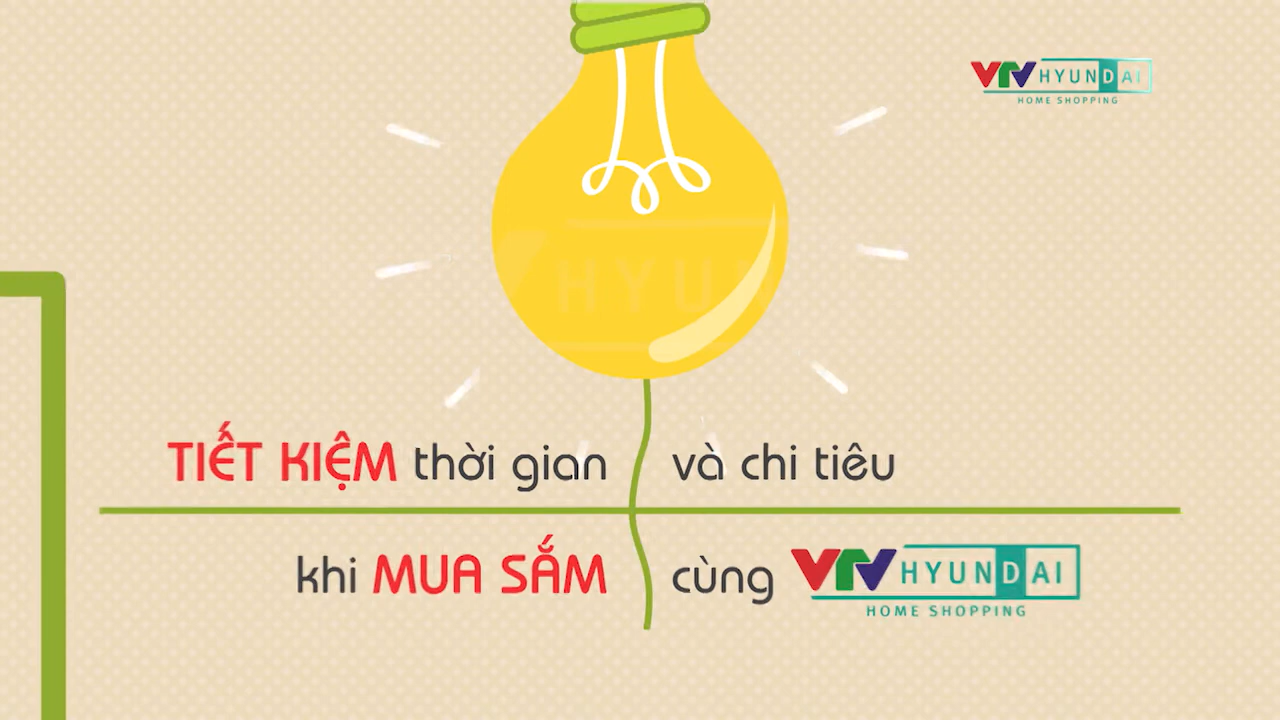 VTV HYUNDAI
HOME SHOPPING
HYUN
TIẾT KIỆM thời gian và chi tiêu
khi MUA SẮM cùng VTV HYUNDAI
HOME SHOPPING